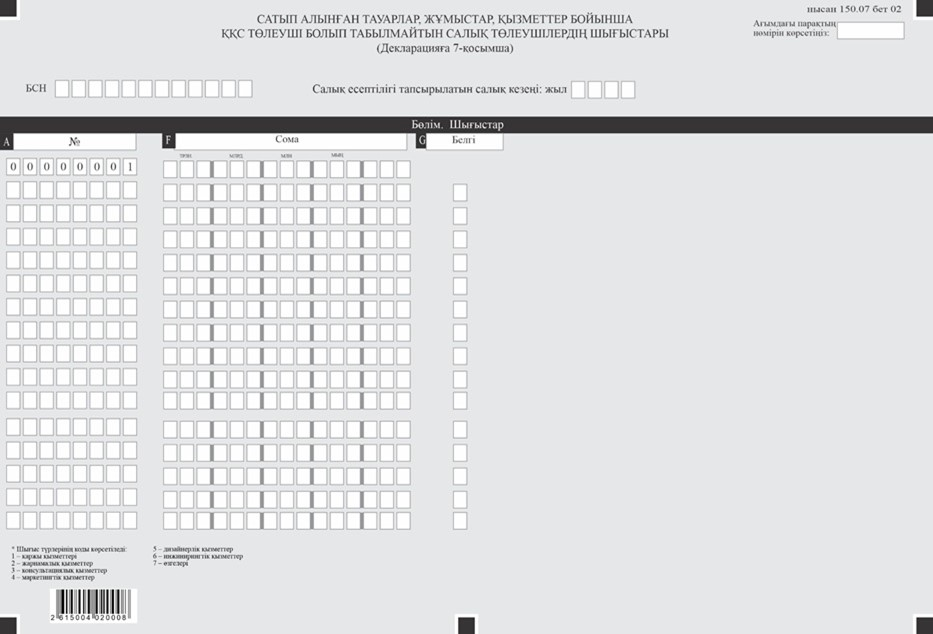 нысан 150.07 бет 02
САТЫП АЛЫНҒАН ТАУАРЛАР, ЖҰМЫСТАР, ҚЫЗМЕТТЕР БОЙЫНША
ҚҚС ТӨЛЕУШІ БОЛЫП ТАБЫЛМАЙТЫН САЛЫҚ ТӨЛЕУШІЛЕРДІҢ ШЫҒЫСТАРЫ
(Декларацияға 7-қосымша)
Ағымдағы парақтың
нөмірін көрсетіңіз:
БСН
Салық есептілігі тапсырылатын салық кезеңі: жыл
Бөлім. Шығыстар
A № F Сома G Белгі
трлн млрд млн мың
0 0 0 0 0 0 0 1
* Шығыс түрлерінің коды көрсетіледі:
1 – қаржы қызметтері
2 – жарнамалық қызметтер
3 – консультациялық қызметтер
4 – маркетингтік қызметтер
5 – дизайнерлік қызметтер
6 – инжинирингтік қызметтер
7 – өзгелері
2 615004 020008